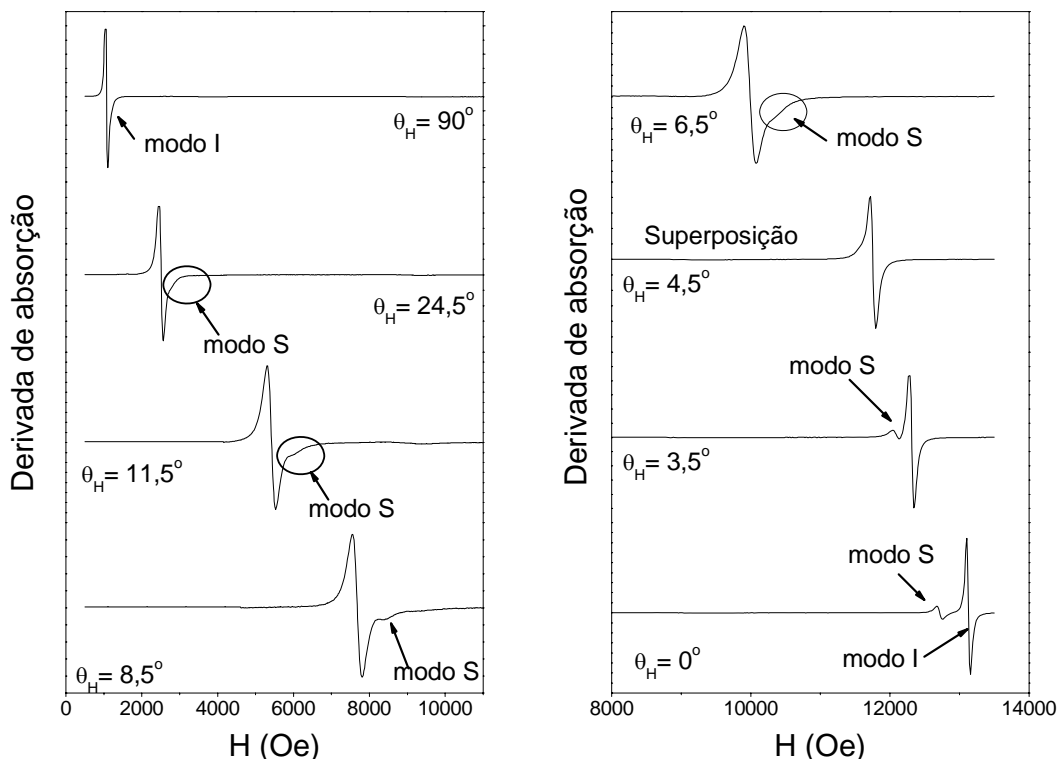 Derivada de absorção
modo I
θH= 90°
modo S
θH= 24,5°
θH= 11,5°
modo S
θH= 8,5°
modo S
0 2000 4000 6000 8000 10000
H (Oe)
Derivada de absorção
θH= 6,5°
modo S
Superposição
θH= 4,5°
modo S
θH= 3,5°
modo S
θH= 0°
modo I
8000 10000 12000 14000
H (Oe)